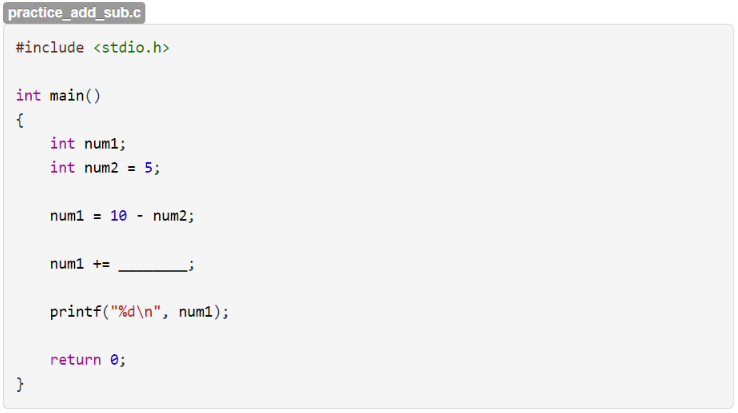 practice_add_sub.c
#include <stdio.h>
int main()
{
    int num1;
    int num2 = 5;
    num1 = 10 - num2;
    num1 += ________;
    printf("%d\n", num1);
    return 0;
}